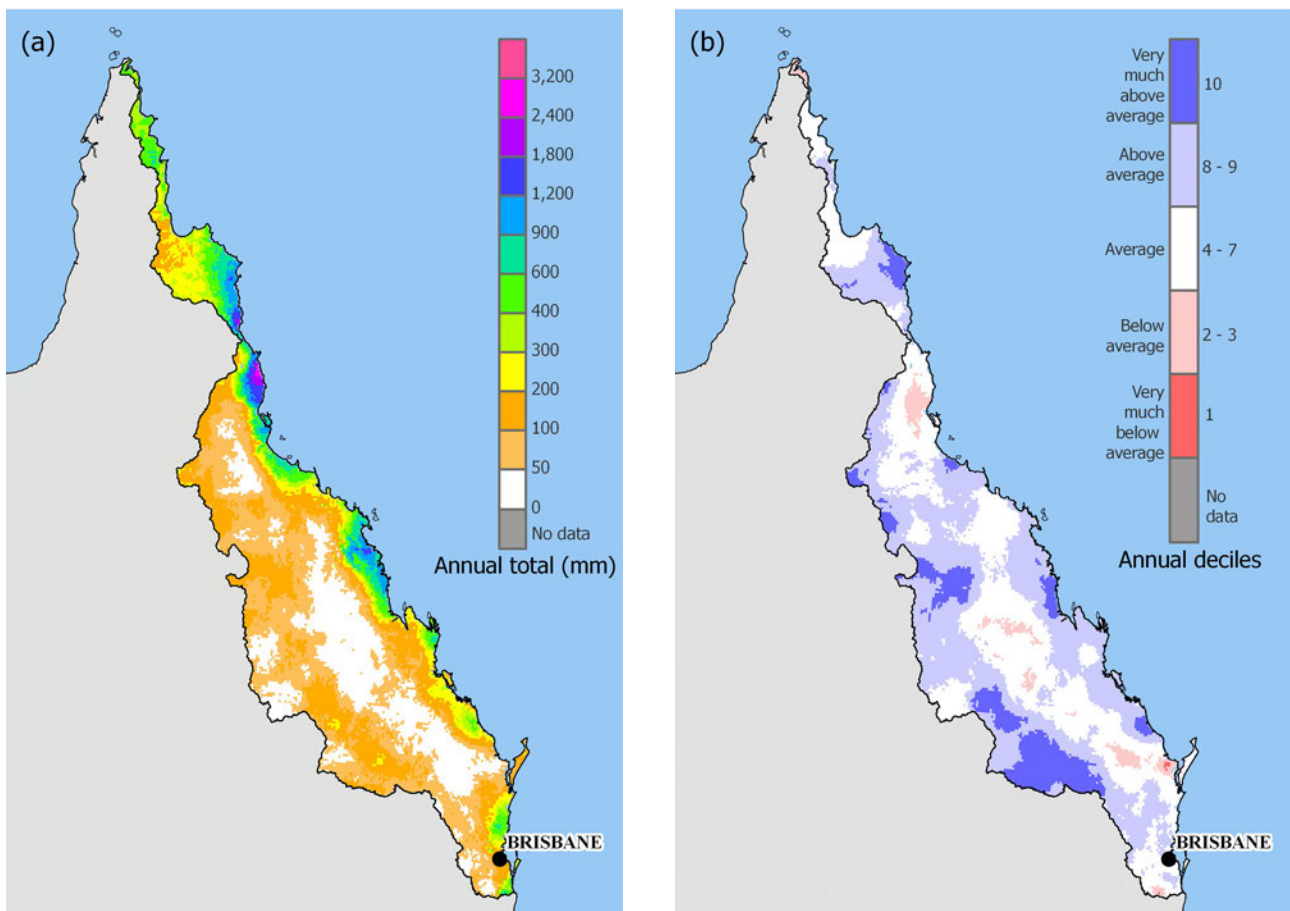 (a)
3,200
2,400
1,800
1,200
900
600
400
300
200
100
50
0
No data
Annual total (mm)
BRISBANE
(b)
Very
much
above
average
10
Above
average
8 - 9
Average
4 - 7
Below
average
2 - 3
Very
much
below
average
1
No
data
Annual deciles
BRISBANE